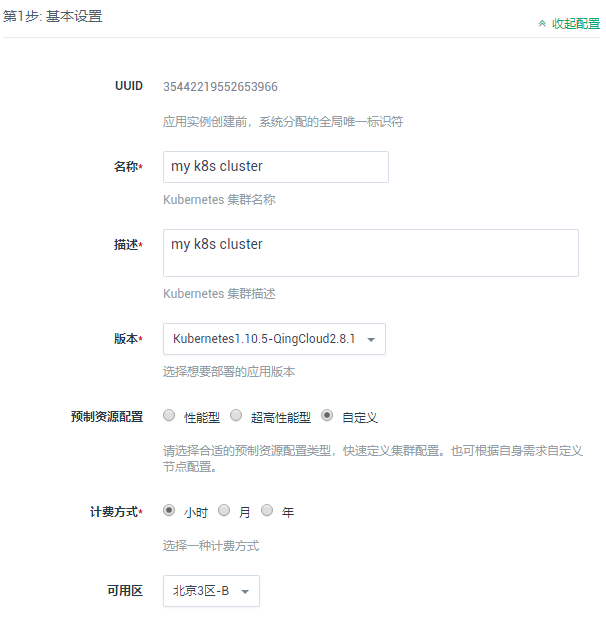 第1步: 基本设置
收起配置
UUID 35442219552653966
应用实例创建前，系统分配的全局唯一标识符
名称* my k8s cluster
Kubernetes 集群名称
描述* my k8s cluster
Kubernetes 集群描述
版本* Kubernetes1.10.5-QingCloud2.8.1
选择想要部署的应用版本
预制资源配置 性能型 超高性能型 自定义
请选择合适的预制资源配置类型，快速定义集群配置。也可根据自身需求自定义
节点配置。
计费方式* 小时 月 年
选择一种计费方式
可用区 北京3区-B